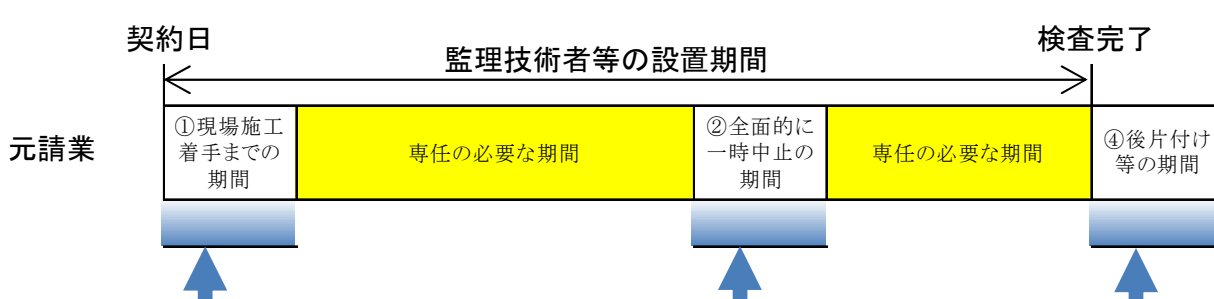 契約日
検査完了
監理技術者等の設置期間
元請業
①現場施工
着手までの
期間
専任の必要な期間
②全面的に
一時中止の
期間
専任の必要な期間
④後片付け
等の期間